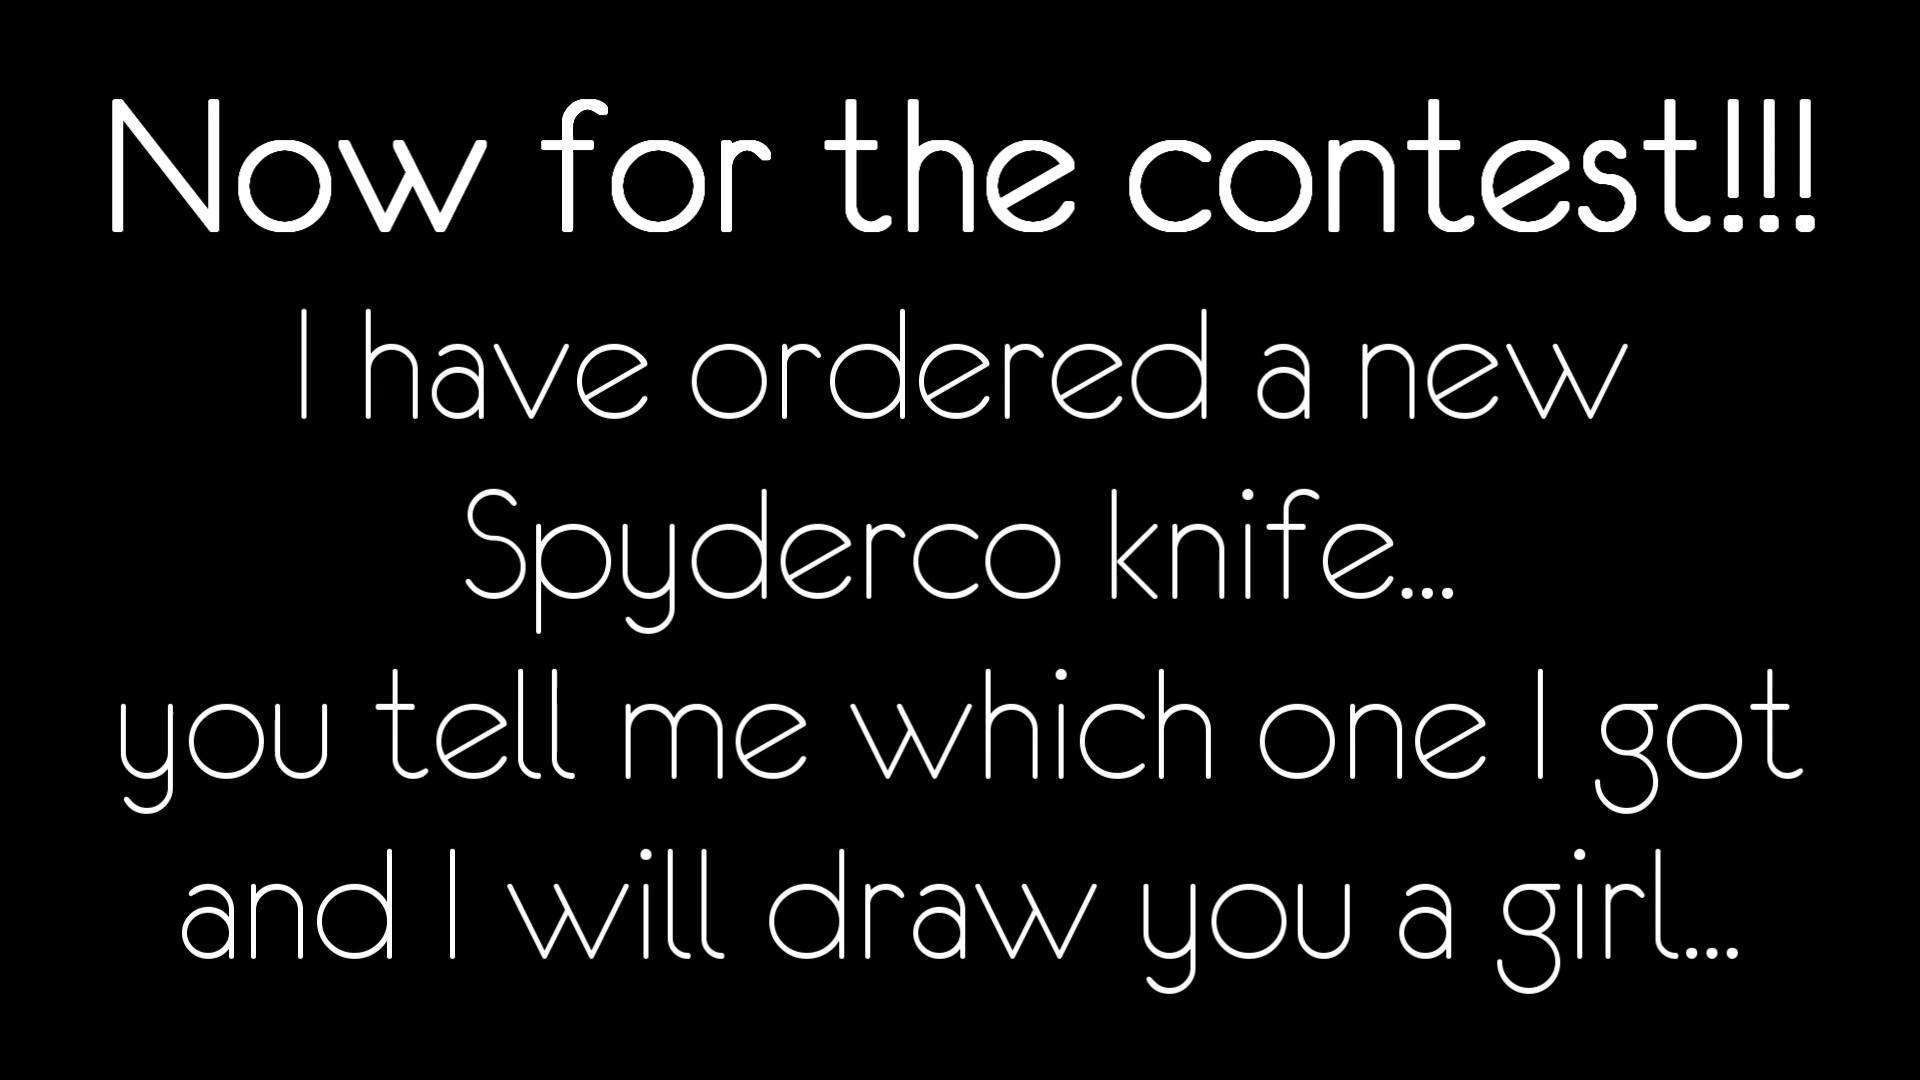 Now for the contest!!!
I have ordered a new
Spyderco knife...
you tell me which one I got
and I will draw you a girl...